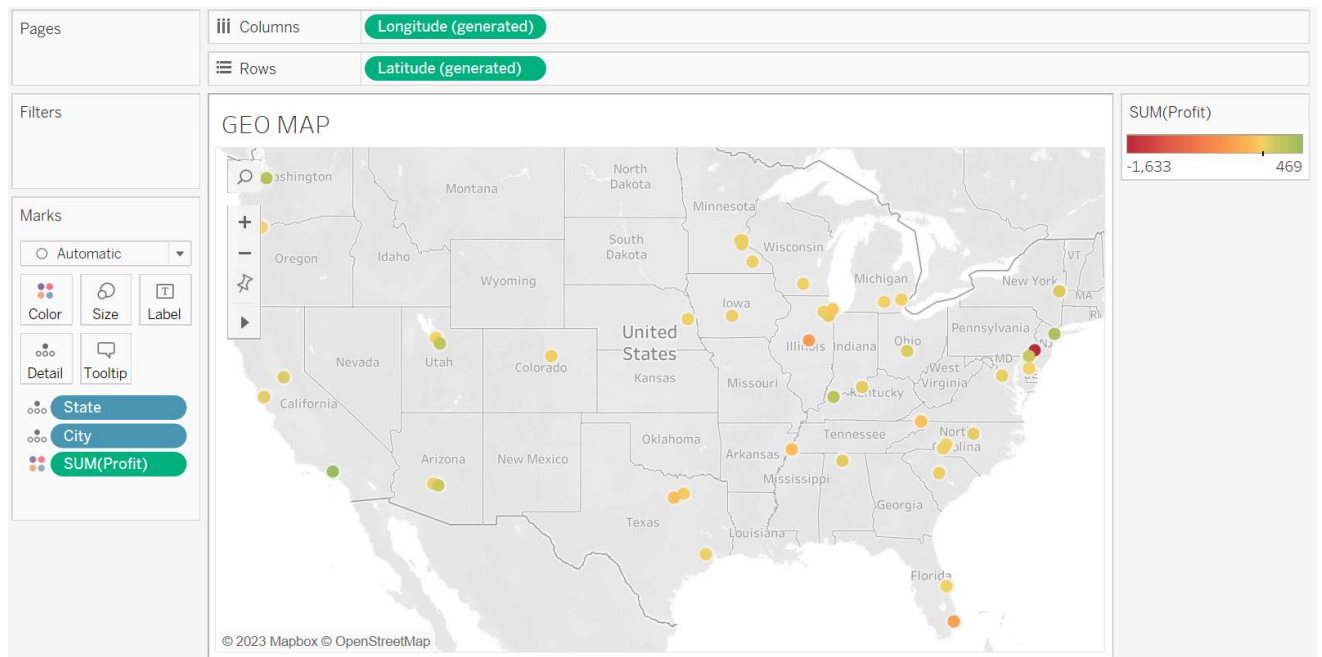 Pages
Columns
Longitude (generated)
Rows
Latitude (generated)
Filters
Marks
Automatic
Color
Size
Label
Detail
Tooltip
State
City
SUM(Profit)
GEO MAP
ashington
Montana
North
Dakota
Minnesota
Oregon
Idaho
South
Dakota
Wisconsin
Wyoming
Michigan
New York
VT
MA
Iowa
United
States
Nevada
Utah
Colorado
Kansas
Missouri
Illinois
Indiana
Ohio
Pennsylvania
NJ
MD
West
Virginia
California
Kentucky
Arizona
New Mexico
Oklahoma
Arkansas
Tennessee
North
Mississippi
Texas
Louisiana
Georgia
Florida
© 2023 Mapbox © OpenStreetMap
SUM(Profit)
-1,633
469